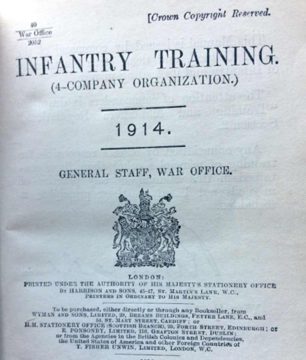 40
War Office
2052
[Crown Copyright Reserved.
INFANTRY TRAINING.
(4-COMPANY ORGANIZATION.)
1914.
GENERAL STAFF, WAR OFFICE.
LONDON:
PRINTED UNDER THE AUTHORITY OF HIS MAJESTY'S STATIONERY OFFICE
BY HARRISON AND SONS, 45-47, ST. MARTIN'S LANE, W.C.,
PRINTERS IN ORDINARY TO HIS MAJESTY.
To be purchased, either directly or through any Bookseller, from
WYMAN AND SONS, LIMITED, 29, BREAMS BUILDINGS, FETTER LANE, E.C., and
54, ST. MARY STREET, CARDIFF; or
H.M. STATIONERY OFFICE (SCOTTISH BRANCH), 23, FORTH STREET, EDINBURGH; or
E. PONSONBY, LIMITED, 116, GRAFTON STREET, DUBLIN;
or from the Agencies in the British Colonies and Dependencies,
the United States of America and other Foreign Countries of
T. FISHER UNWIN, LIMITED, LONDON, W.C.